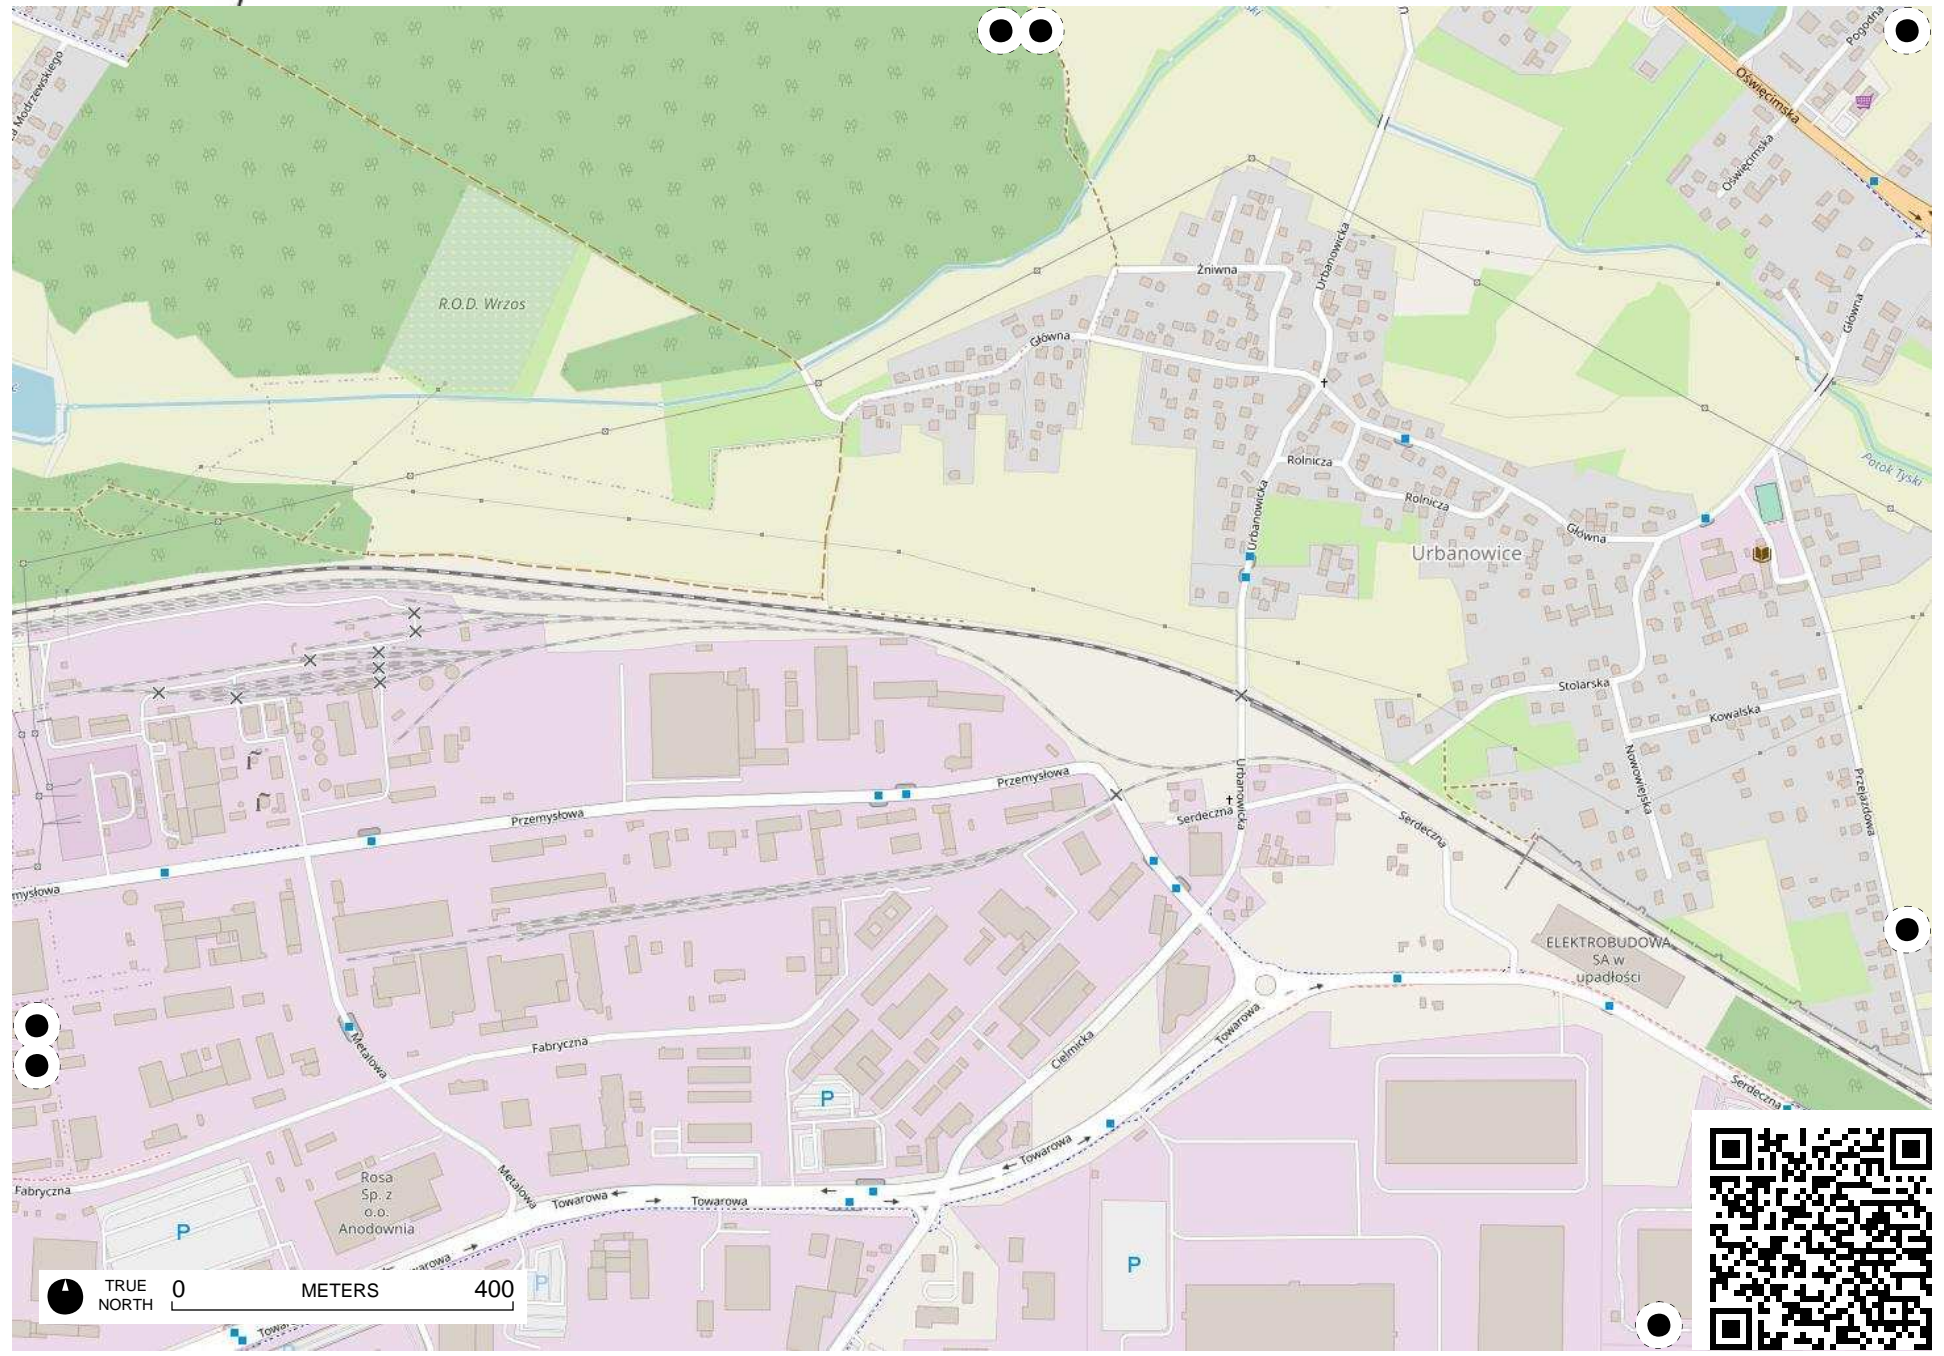 Pogodna
a Modrzewskiego
Oświęcimska
Oświęcimska
Urbanowicka
Żniwna
R.O.D. Wrzos
Główna
Główna
Potok Tyski
Rolnicza
Rolnicza
Urbanowicka
Główna
Urbanowice
Stolarska
Kowalska
Nowowiejska
Przejazdowa
Urbanowicka
Przemysłowa
Przemysłowa
Serdeczna
Serdeczna
mysłowa
ELEKTROBUDOWA
SA w
upadłości
Metalowa
Fabryczna
Cielmicka
Towarowa
Serdeczna
P
Towarowa
Rosa
Sp. z
o.o.
Anodownia
Fabryczna
Metalowa
Towarowa
Towarowa
P
P
P
warowa
TRUE
NORTH
0 METERS 400
Towar